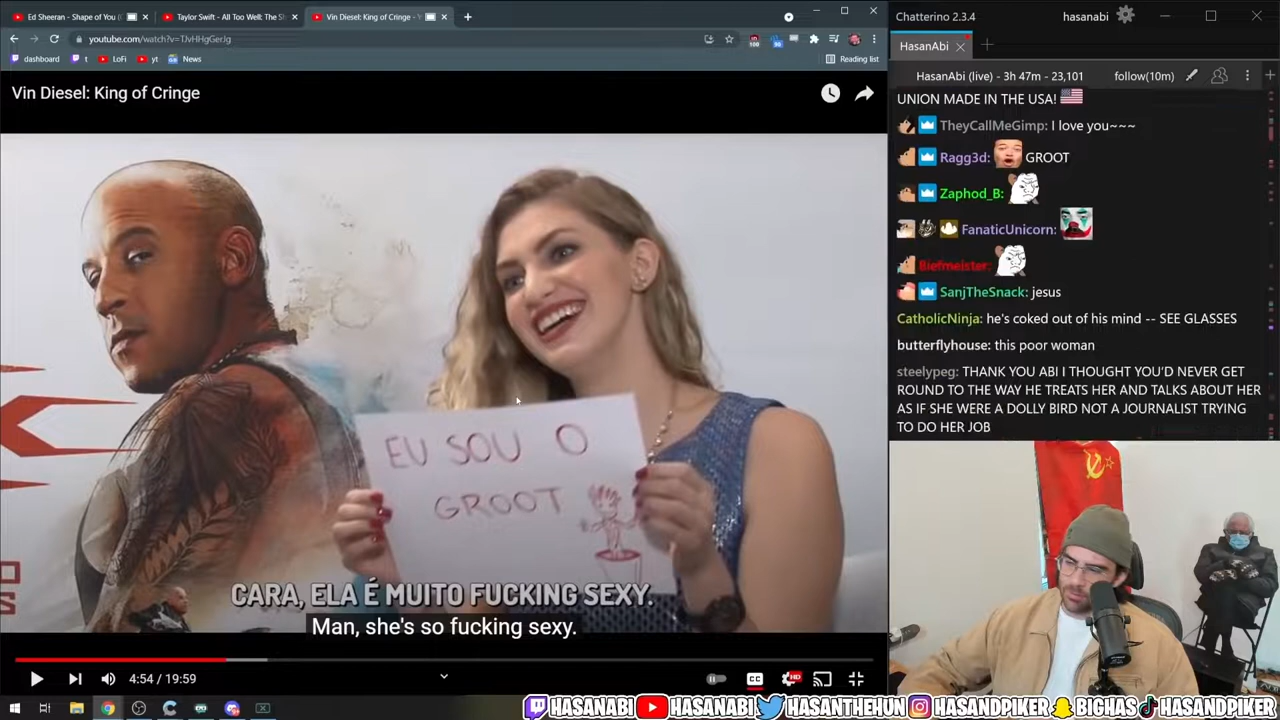 Ed Sheeran - Shape of You (
Taylor Swift - All Too Well: The Sh
Vin Diesel: King of Cringe - Y
youtube.com/watch?v=TJvHHgGerJg
dashboard
t
LoFi
yt
News
Reading list
Vin Diesel: King of Cringe
EU SOU O
GROOT
CARA, ELA É MUITO FUCKING SEXY.
Man, she's so fucking sexy.
4:54 / 19:59
CC
HD
Chatterino 2.3.4
hasanabi
HasanAbi
HasanAbi (live) - 3h 47m - 23,101
follow(10m)
UNION MADE IN THE USA!
TheyCallMeGimp: I love you~~~
Ragg3d: GROOT
Zaphod_B:
FanaticUnicorn:
Biefmeister:
SanjTheSnack: jesus
CatholicNinja: he's coked out of his mind -- SEE GLASSES
butterflyhouse: this poor woman
steelypeg: THANK YOU ABI I THOUGHT YOU'D NEVER GET
ROUND TO THE WAY HE TREATS HER AND TALKS ABOUT HER
AS IF SHE WERE A DOLLY BIRD NOT A JOURNALIST TRYING
TO DO HER JOB
HASANABI HASANABI HASANTHEHUN HASANDPIKER BIGHAS HASANDPIKER